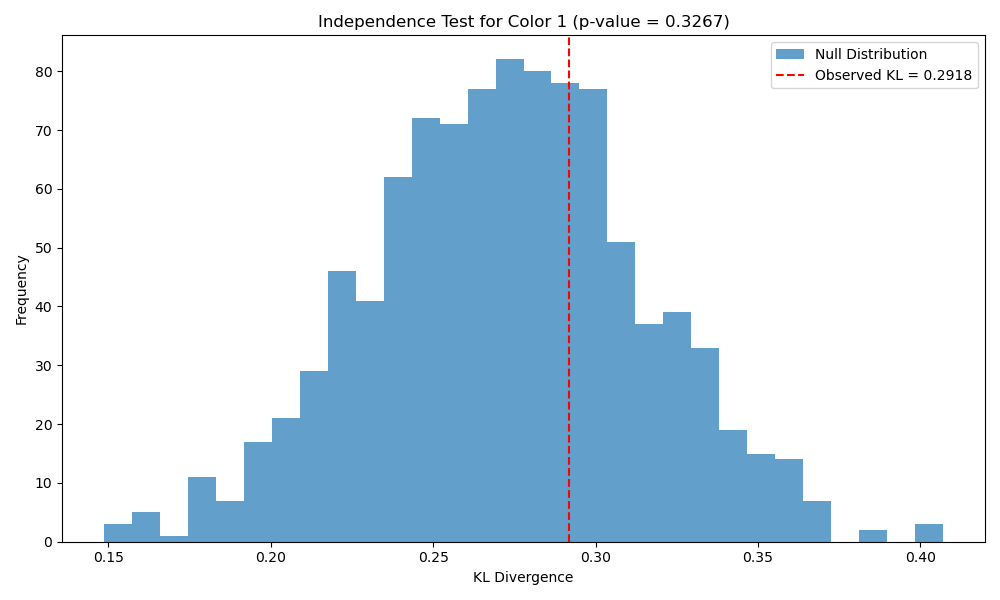 Independence Test for Color 1 (p-value = 0.3267)
Null Distribution
Observed KL = 0.2918
80
70
60
50
40
30
20
10
0
Frequency
0.15 0.20 0.25 0.30 0.35 0.40
KL Divergence